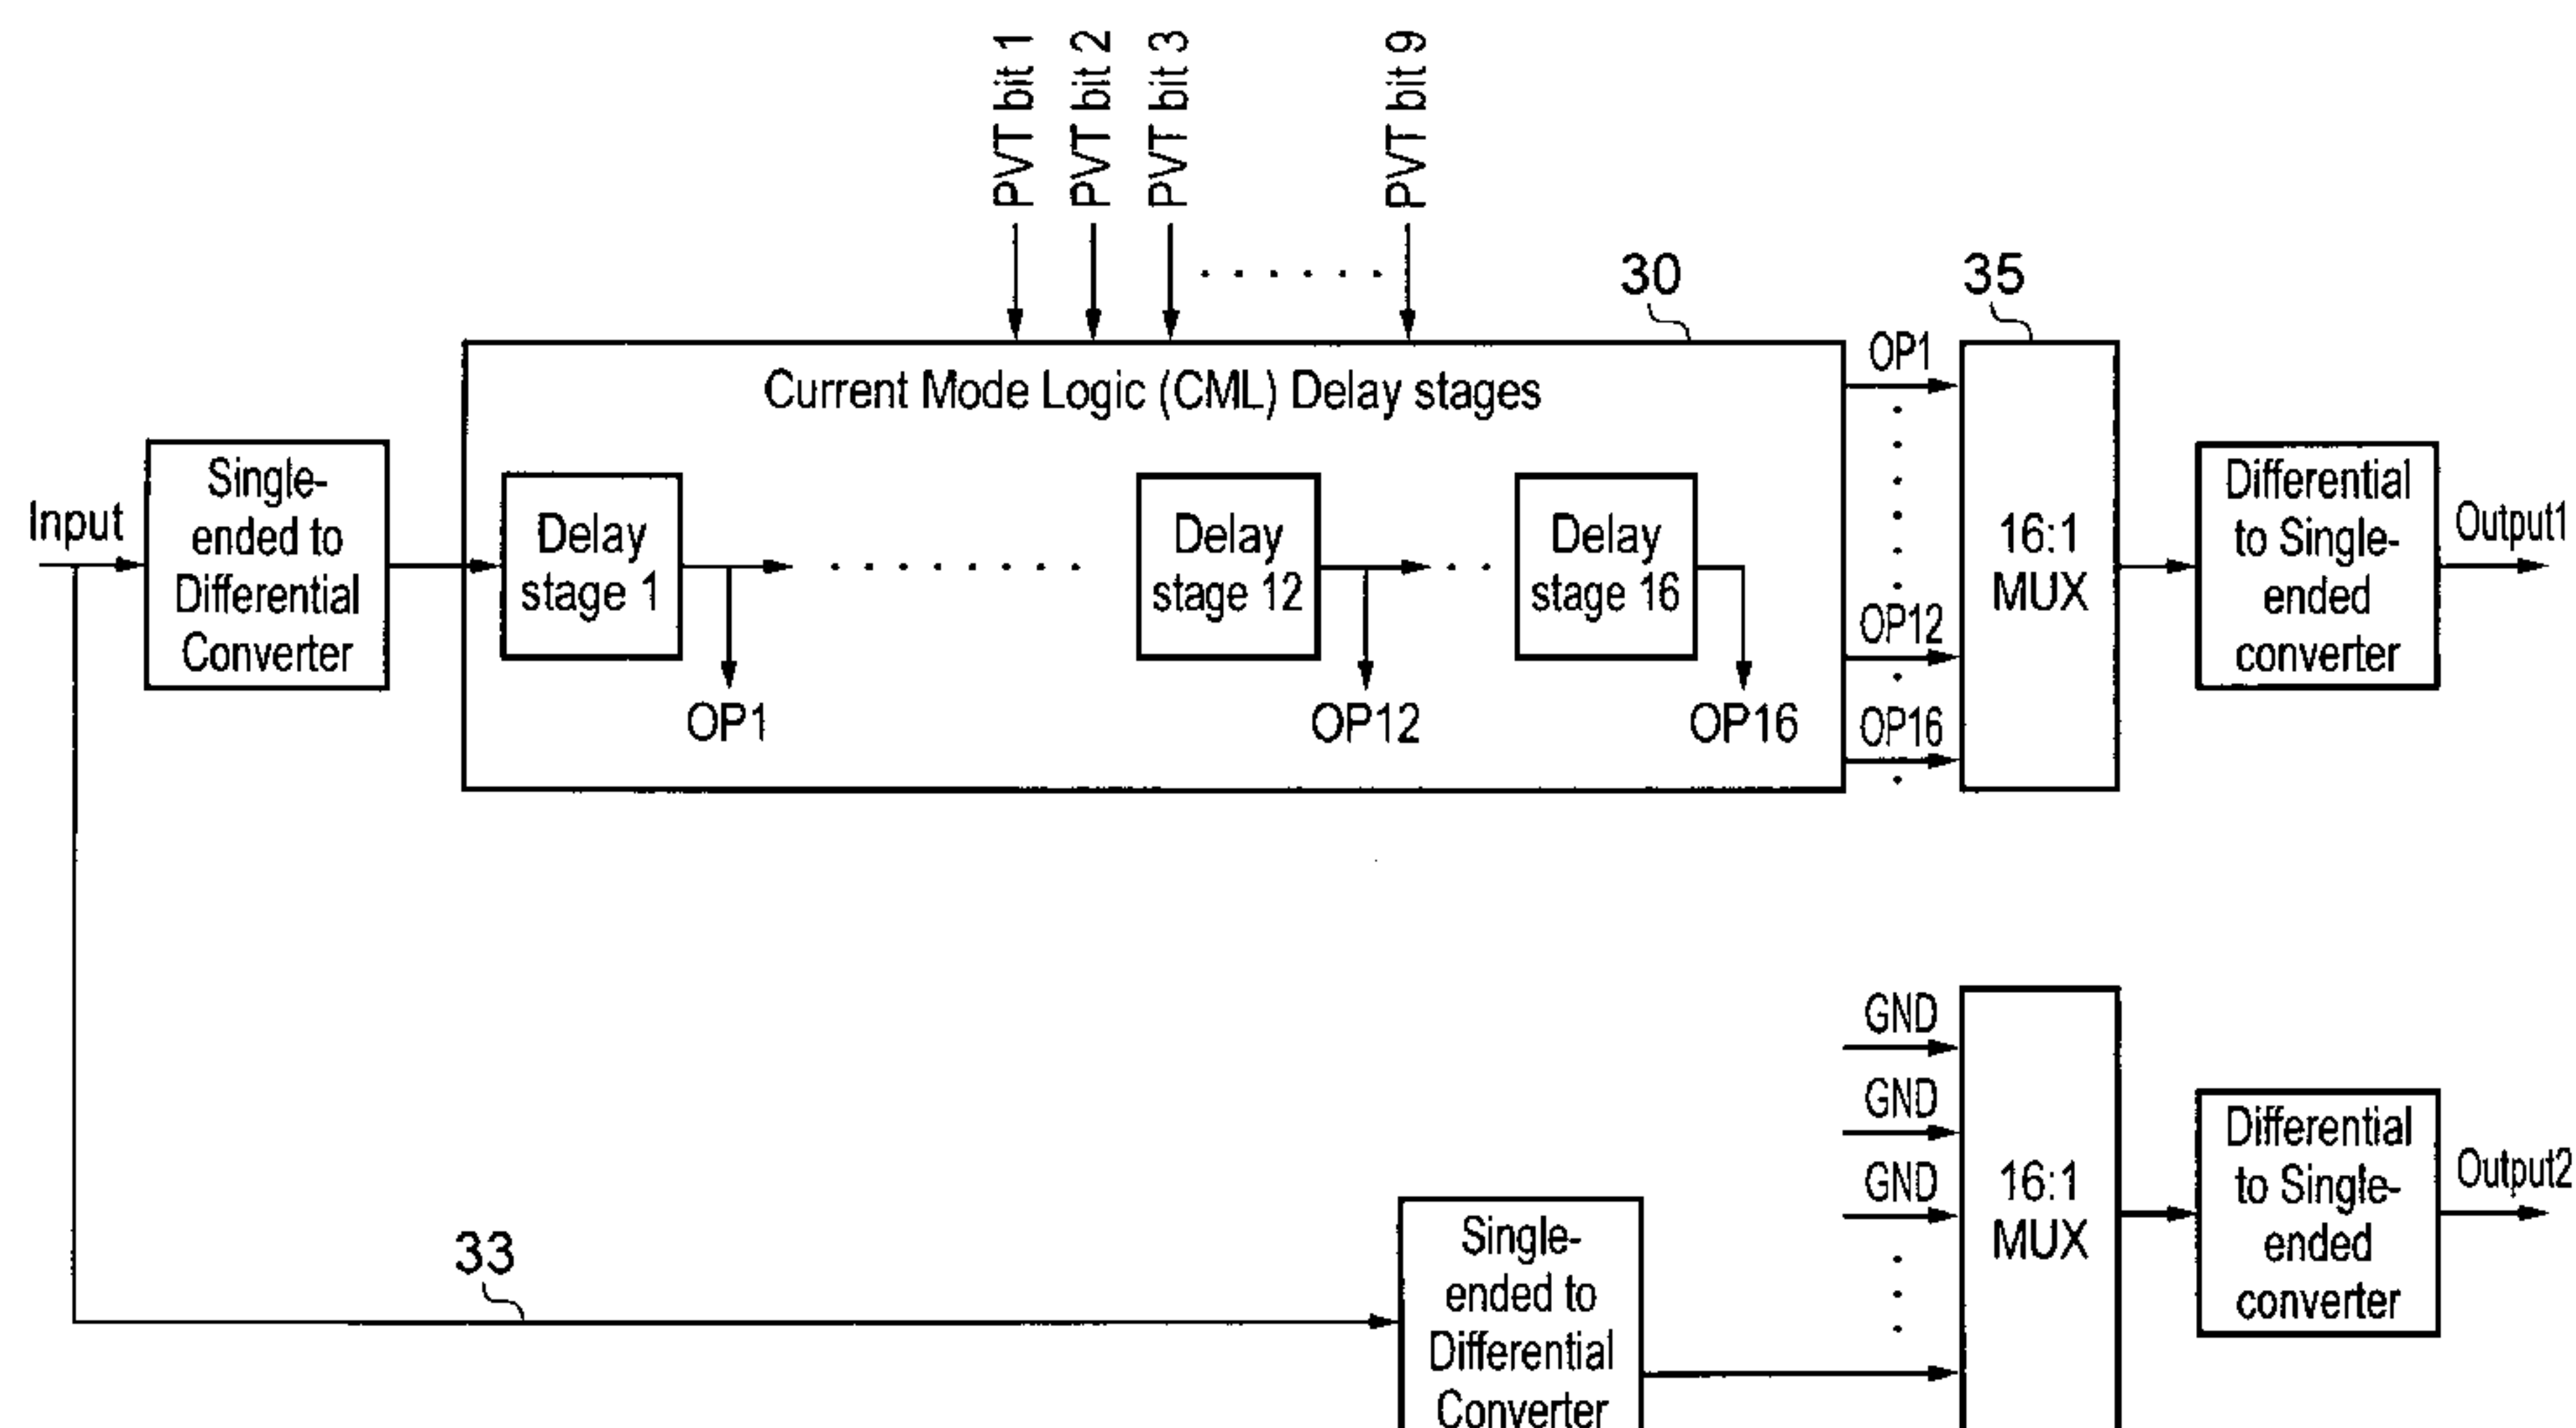 PVT bit 1
PVT bit 2
PVT bit 3
PVT bit 9
30
35
Current Mode Logic (CML) Delay stages
OP1
Input
Single-
ended to
Differential
Converter
Delay
stage 1
Delay
stage 12
Delay
stage 16
16:1
MUX
Differential
to Single-
ended
converter
Output1
OP12
OP16
OP1
OP12
OP16
GND
GND
GND
16:1
MUX
Differential
to Single-
ended
converter
Output2
33
Single-
ended to
Differential
Converter